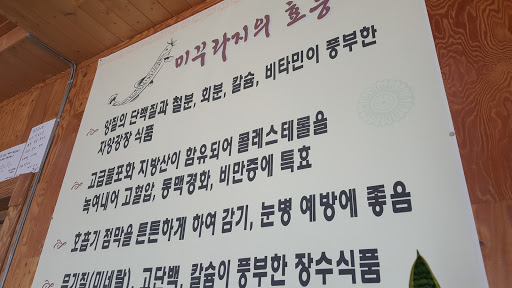 미꾸라지의 효능
양질의 단백질과 철분, 회분, 칼슘, 비타민이 풍부한
자양강장 식품
고급불포화 지방산이 함유되어 콜레스테롤을
녹여내어 고혈압, 동맥경화, 비만증에 특효
호흡기 점막을 튼튼하게 하여 감기, 눈병 예방에 좋음
무기질(미네랄), 고단백, 칼슘이 풍부한 장수식품